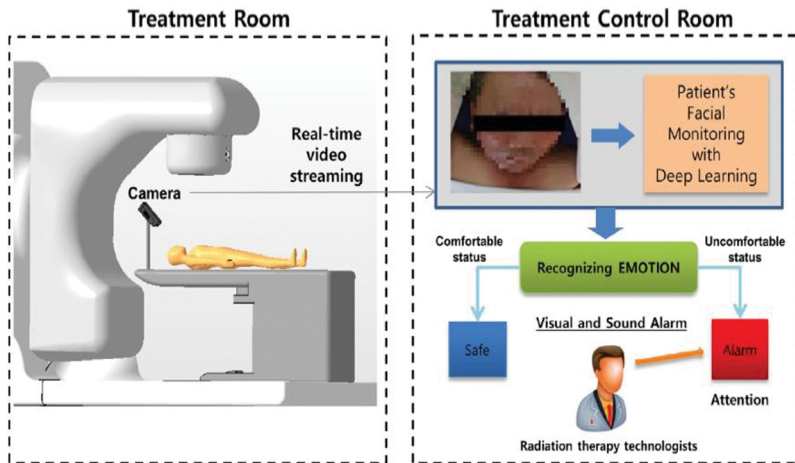 Treatment Room
Treatment Control Room
Real-time
video
streaming
Camera
Patient's
Facial
Monitoring
with
Deep Learning
Comfortable
status
Recognizing EMOTION
Uncomfortable
status
Visual and Sound Alarm
Safe
Alarm
Attention
Radiation therapy technologists